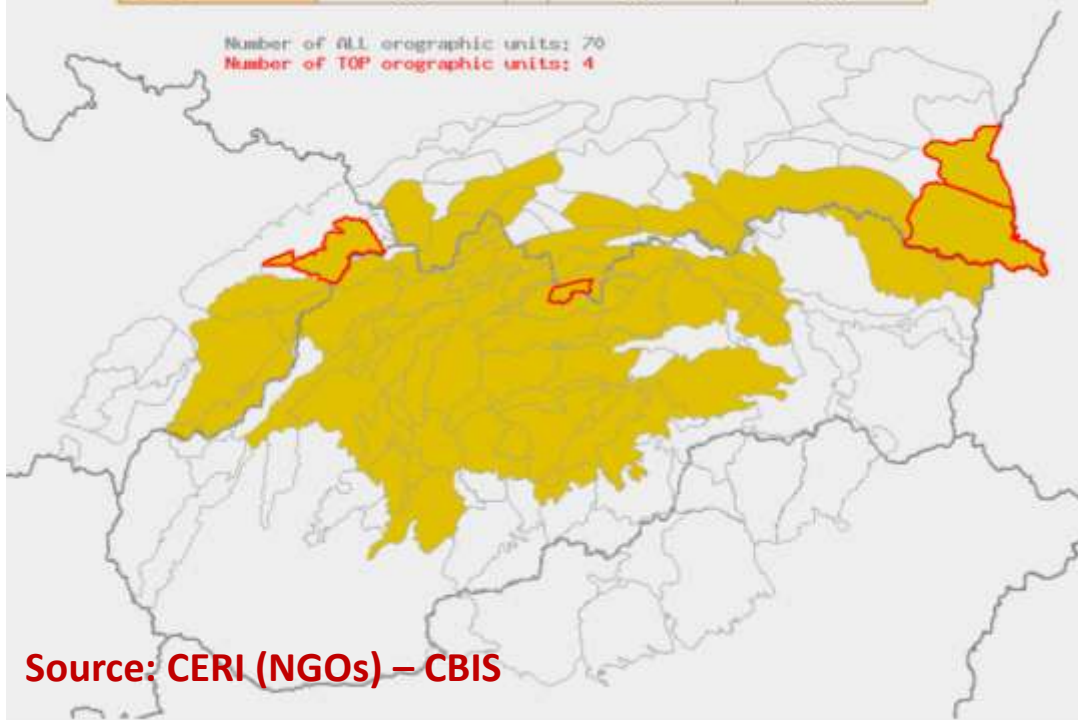 Number of ALL orographic units: 70
Number of TOP orographic units: 4
Source: CERI (NGOs) – CBIS